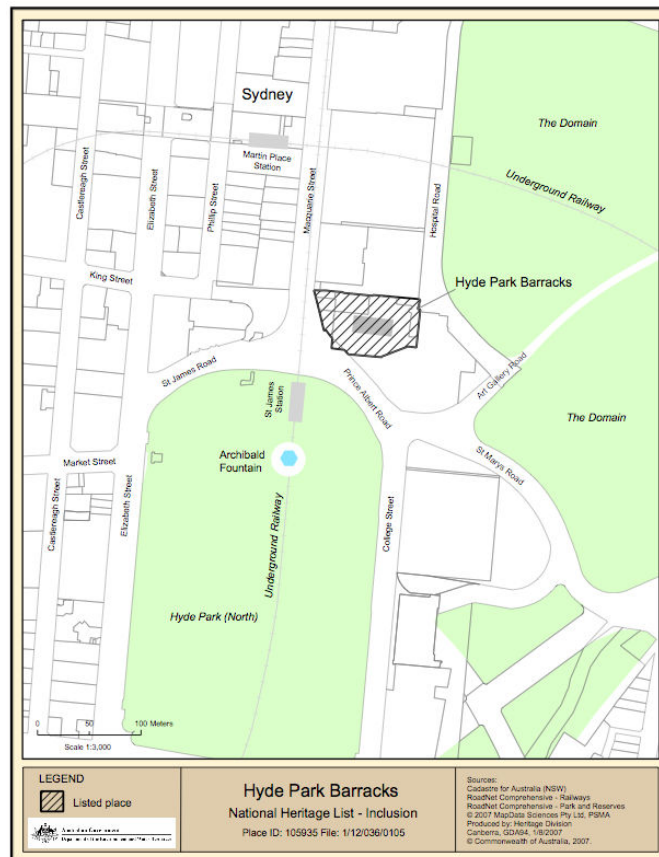 Sydney
The Domain
Martin Place
Station
Castlereagh Street
Elizabeth Street
Phillip Street
Macquarie Street
Hospital Road
Underground Railway
King Street
Hyde Park Barracks
St James Road
St James
Station
Prince Albert Road
Art Gallery Road
The Domain
Archibald
Fountain
Market Street
St Marys Road
Castlereagh Street
Elizabeth Street
Underground Railway
College Street
Hyde Park (North)
0 50 100 Meters
Scale 1:3,000
LEGEND
Listed place
Australian Government
Hyde Park Barracks
National Heritage List - Inclusion
Place ID: 105935 File: 1/12/036/0105
Sources:
Cadastre for Australia (NSW)
RoadNet Comprehensive - Railways
RoadNet Comprehensive - Park and Reserves
© 2007 MapData Sciences Pty Ltd, PSMA
Produced by: Heritage Division
Canberra, GDA94, 1/8/2007
© Commonwealth of Australia, 2007.